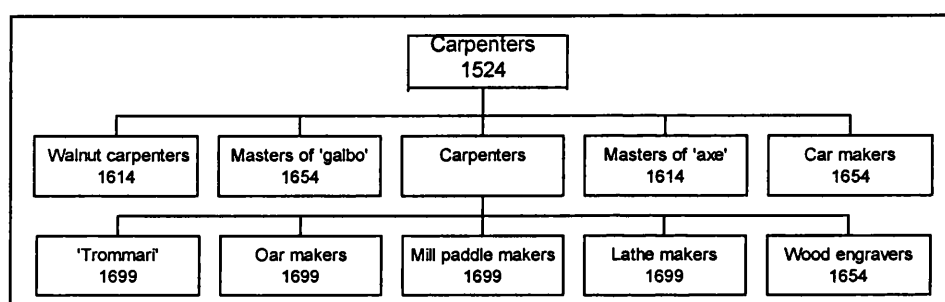 Carpenters
1524
Walnut carpenters
1614
Masters of 'galbo'
1654
Carpenters
Masters of 'axe'
1614
Car makers
1654
'Trommari'
1699
Oar makers
1699
Mill paddle makers
1699
Lathe makers
1699
Wood engravers
1654